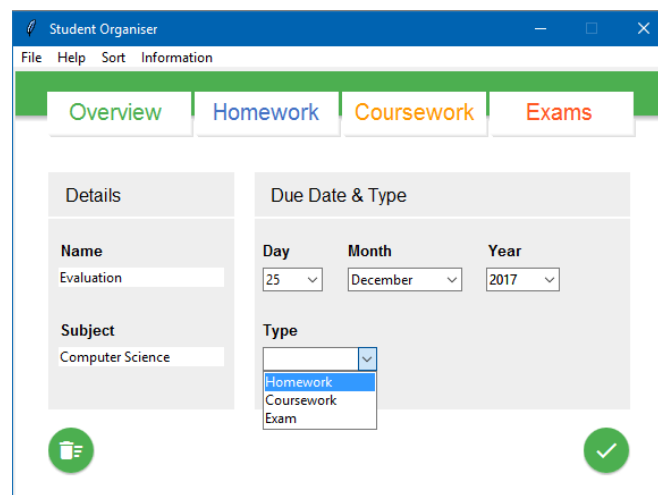 Student Organiser
File Help Sort Information
Overview Homework Coursework Exams
Details Due Date & Type
Name Day Month Year
Evaluation 25 December 2017
Subject Type
Computer Science
Homework
Coursework
Exam